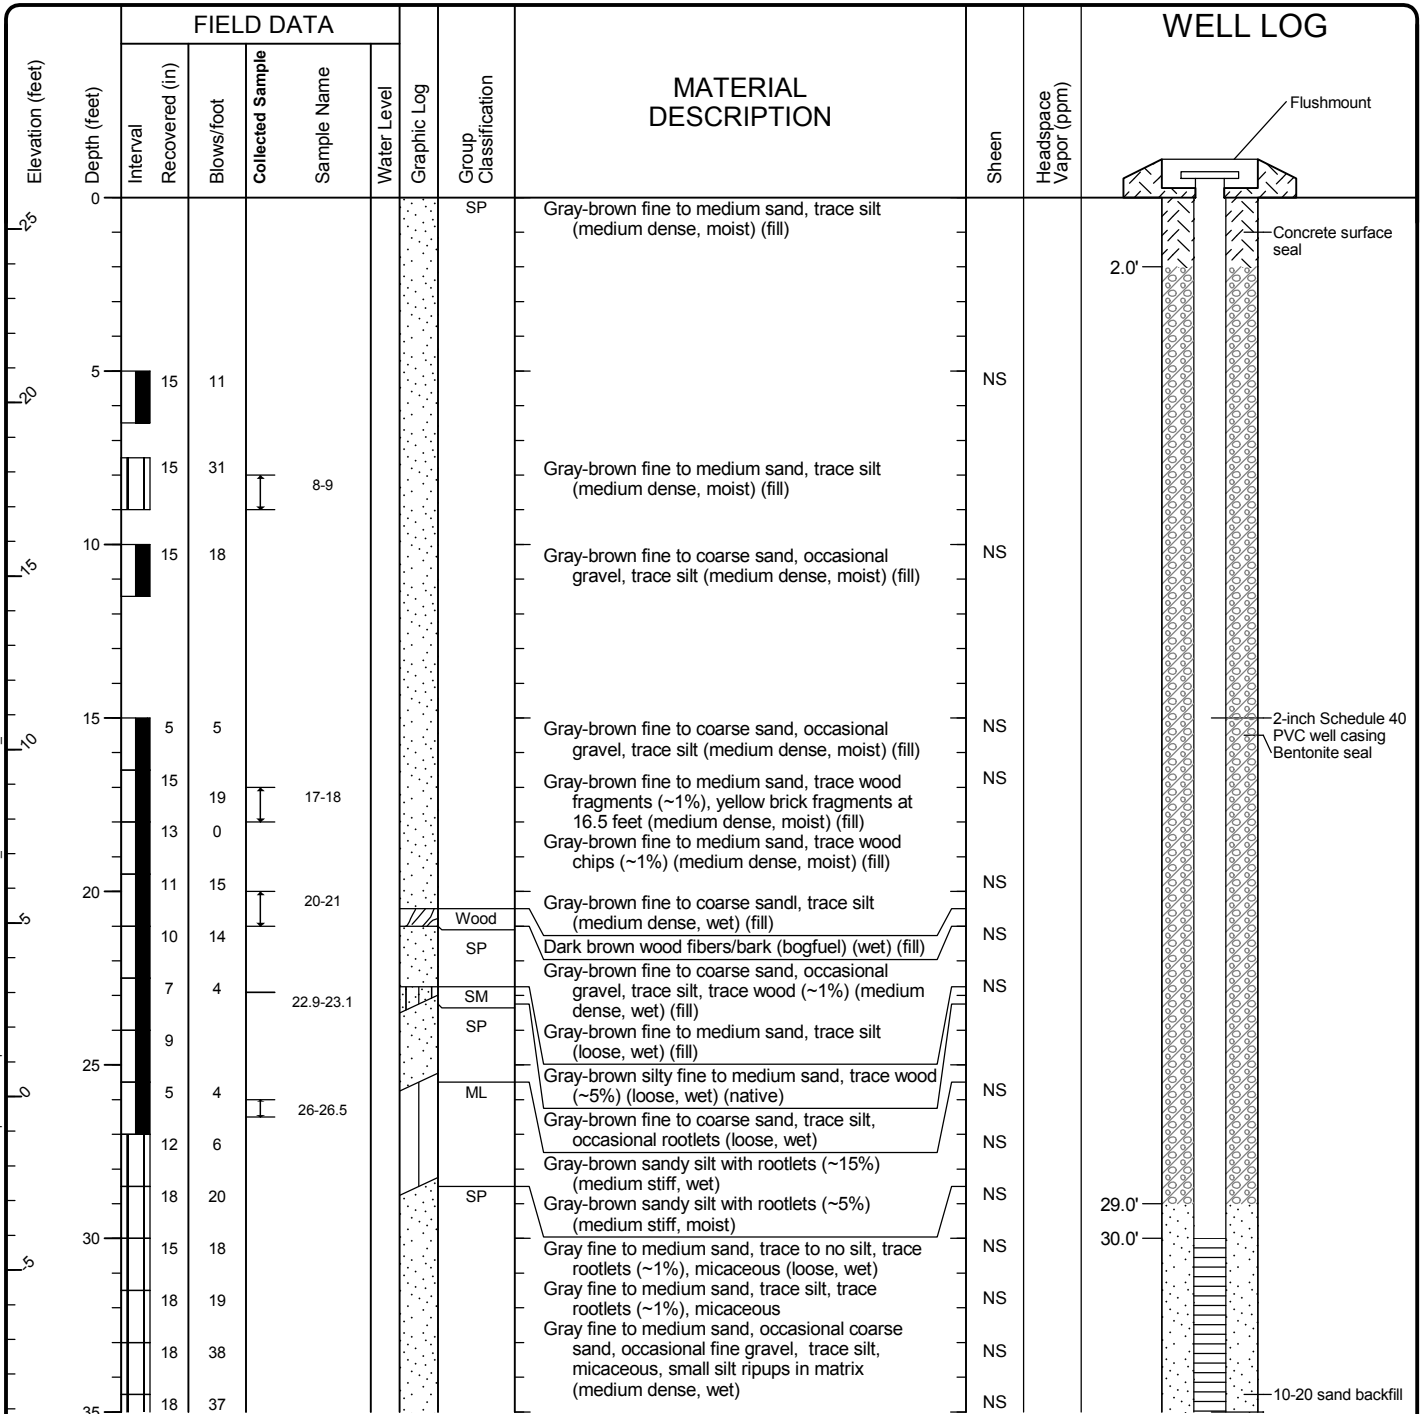 FIELD DATA
WELL LOG
Elevation (feet)
Depth (feet)
Interval
Recovered (in)
Blows/foot
Collected Sample
Sample Name
Water Level
Graphic Log
Group
Classification
MATERIAL
DESCRIPTION
Sheen
Headspace
Vapor (ppm)
Flushmount
0
SP
Gray-brown fine to medium sand, trace silt
(medium dense, moist) (fill)
25
Concrete surface
seal
2.0'
5
15
11
NS
20
15
31
8-9
Gray-brown fine to medium sand, trace silt
(medium dense, moist) (fill)
10
15
18
Gray-brown fine to coarse sand, occasional
gravel, trace silt (medium dense, moist) (fill)
NS
15
15
5
5
Gray-brown fine to coarse sand, occasional
gravel, trace silt (medium dense, moist) (fill)
NS
2-inch Schedule 40
PVC well casing
Bentonite seal
10
15
19
17-18
Gray-brown fine to medium sand, trace wood
fragments (~1%), yellow brick fragments at
16.5 feet (medium dense, moist) (fill)
NS
13
0
Gray-brown fine to medium sand, trace wood
chips (~1%) (medium dense, moist) (fill)
20
11
15
20-21
Gray-brown fine to coarse sandl, trace silt
(medium dense, wet) (fill)
NS
5
Wood
10
14
SP
Dark brown wood fibers/bark (bogfuel) (wet) (fill)
NS
Gray-brown fine to coarse sand, occasional
gravel, trace silt, trace wood (~1%) (medium
dense, wet) (fill)
7
4
22.9-23.1
SM
NS
SP
Gray-brown fine to medium sand, trace silt
(loose, wet) (fill)
9
25
Gray-brown silty fine to medium sand, trace wood
(~5%) (loose, wet) (native)
0
5
4
26-26.5
ML
NS
Gray-brown fine to coarse sand, trace silt,
occasional rootlets (loose, wet)
12
6
NS
Gray-brown sandy silt with rootlets (~15%)
(medium stiff, wet)
18
20
SP
Gray-brown sandy silt with rootlets (~5%)
(medium stiff, moist)
NS
29.0'
30
15
18
Gray fine to medium sand, trace to no silt, trace
rootlets (~1%), micaceous (loose, wet)
NS
30.0'
-5
18
19
Gray fine to medium sand, trace silt, trace
rootlets (~1%), micaceous
NS
18
38
Gray fine to medium sand, occasional coarse
sand, occasional fine gravel, trace silt,
micaceous, small silt ripups in matrix
(medium dense, wet)
NS
35
18
37
NS
10-20 sand backfill